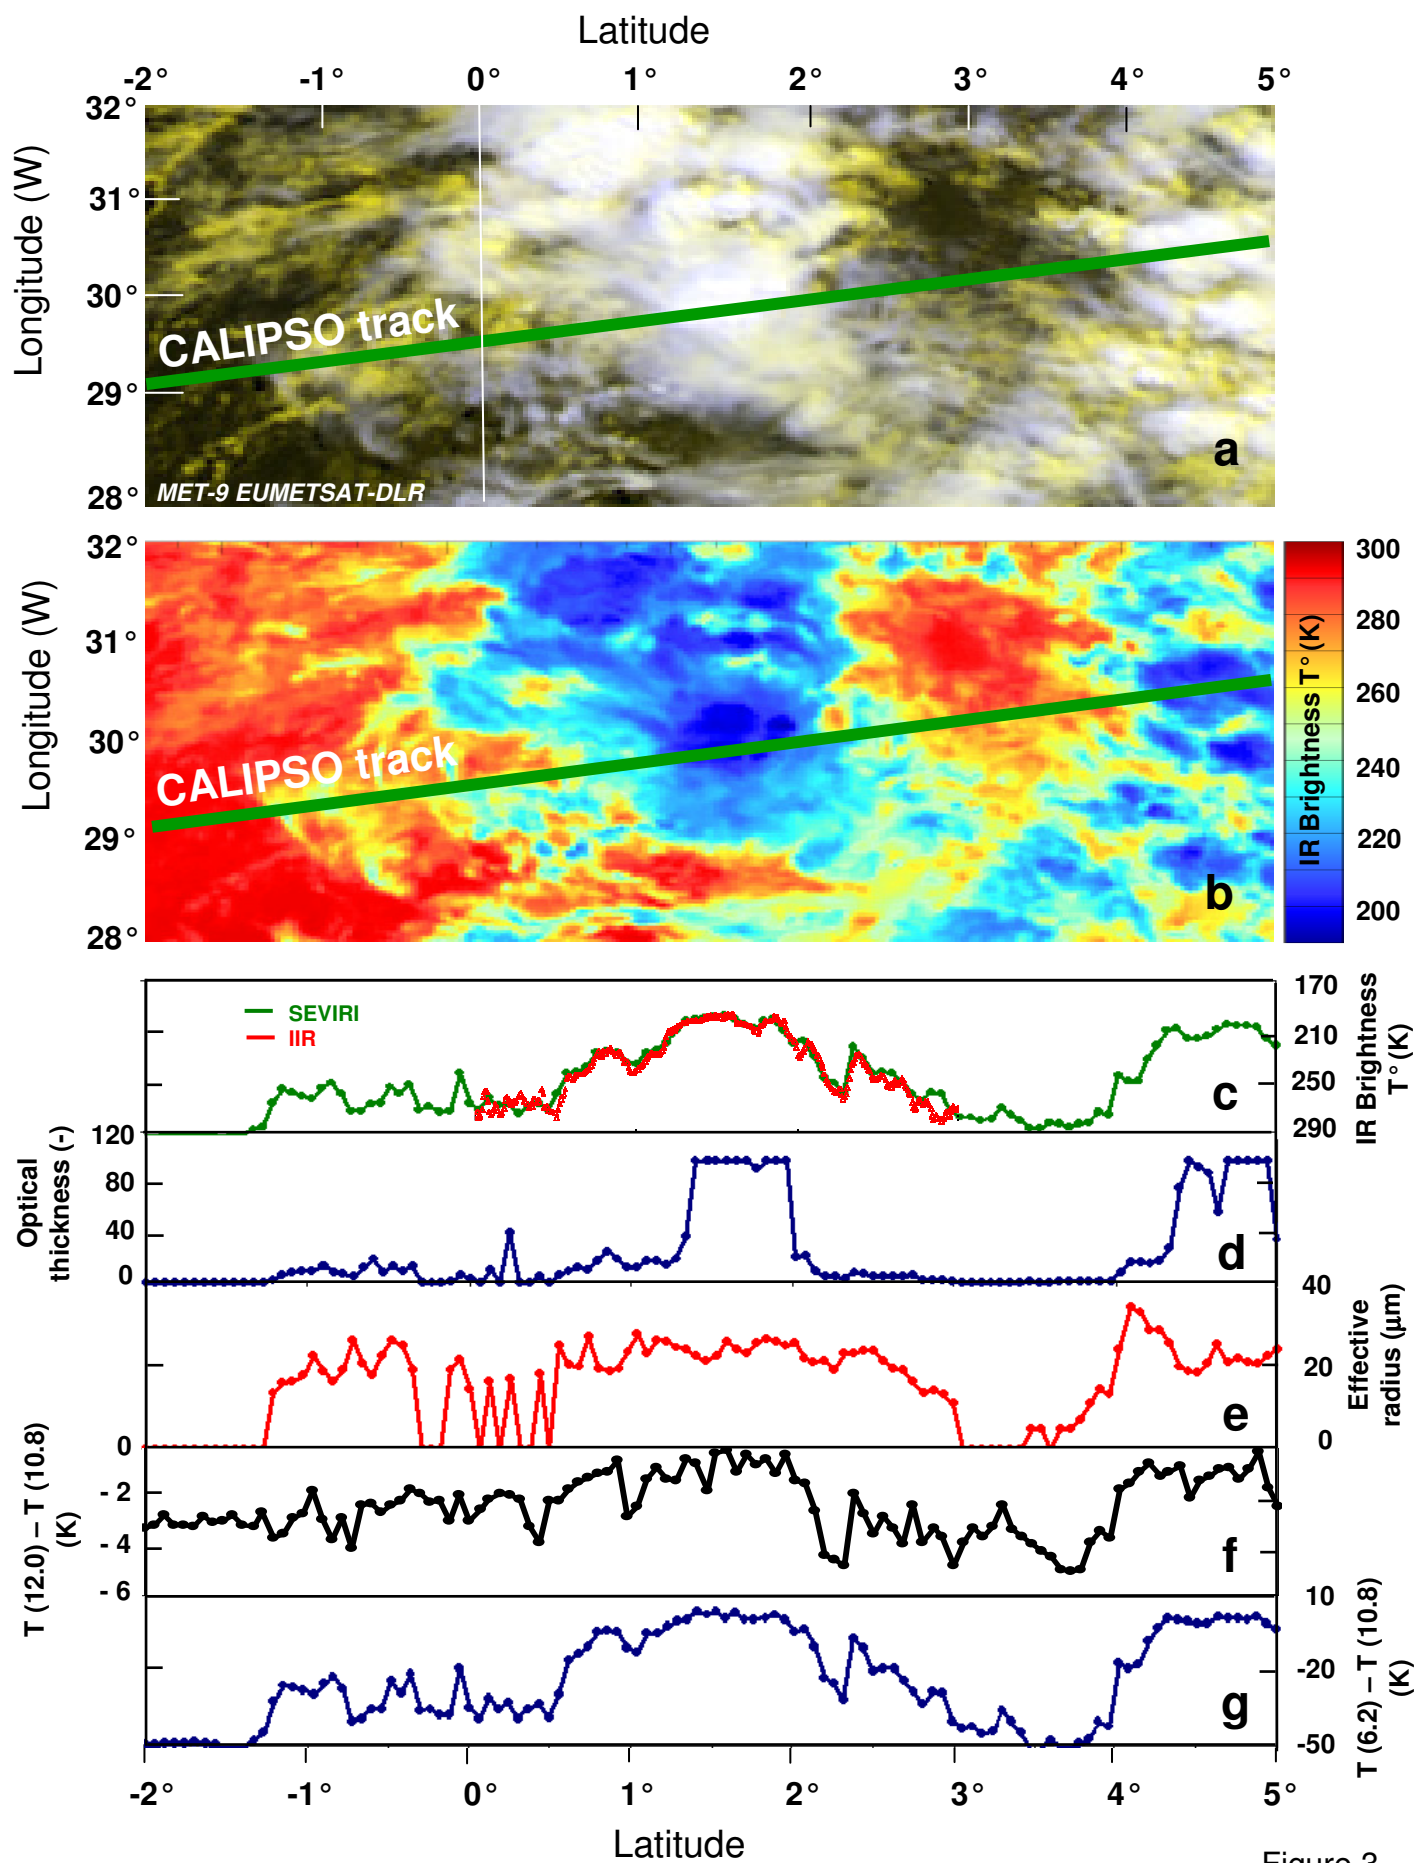 Latitude
-2° -1° 0° 1° 2° 3° 4° 5°
Longitude (W)
32°
31°
30°
29°
28°
CALIPSO track
MET-9 EUMETSAT-DLR
a
Longitude (W)
32°
31°
30°
29°
28°
CALIPSO track
b
IR Brightness T° (K)
300
280
260
240
220
200
SEVIRI
IIR
c
170
210
250
290
IR Brightness
T° (K)
Optical
thickness (-)
120
80
40
0
d
40
20
0
Effective
radius (μm)
e
T (12.0) – T (10.8)
(K)
0
- 2
- 4
- 6
f
10
-20
-50
T (6.2) – T (10.8)
(K)
g
-2° -1° 0° 1° 2° 3° 4° 5°
Latitude
Figure 3